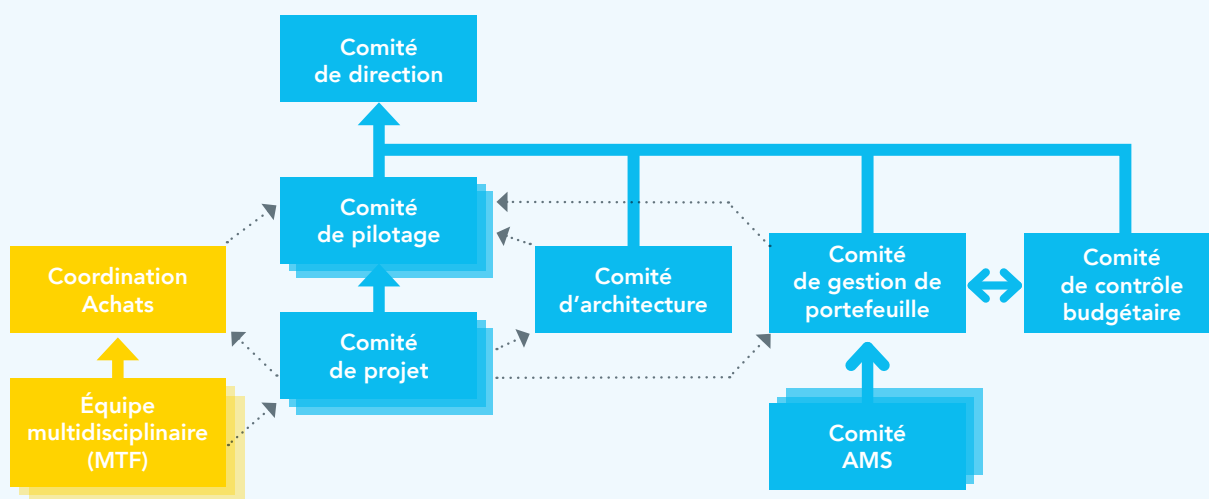 Comité
de direction
Comité
de pilotage
Coordination
Achats
Comité
d'architecture
Comité
de gestion de
portefeuille
Comité
de contrôle
budgétaire
Comité
de projet
Équipe
multidisciplinaire
(MTF)
Comité
AMS